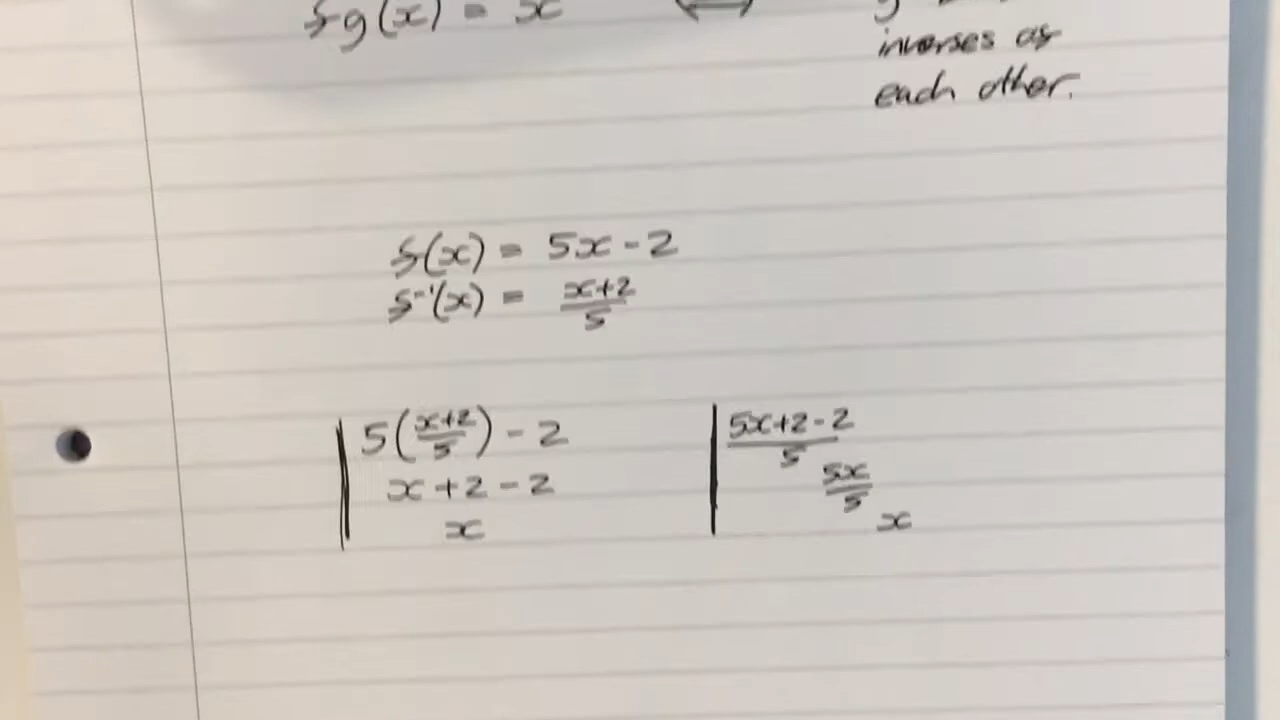 fg(x) = x ⟺
inverses of
each other.
f(x) = 5x - 2
f⁻¹(x) = (x+2)/5
5((x+2)/5) - 2
x + 2 - 2
x
(5x+2-2)/5
5x/5
x